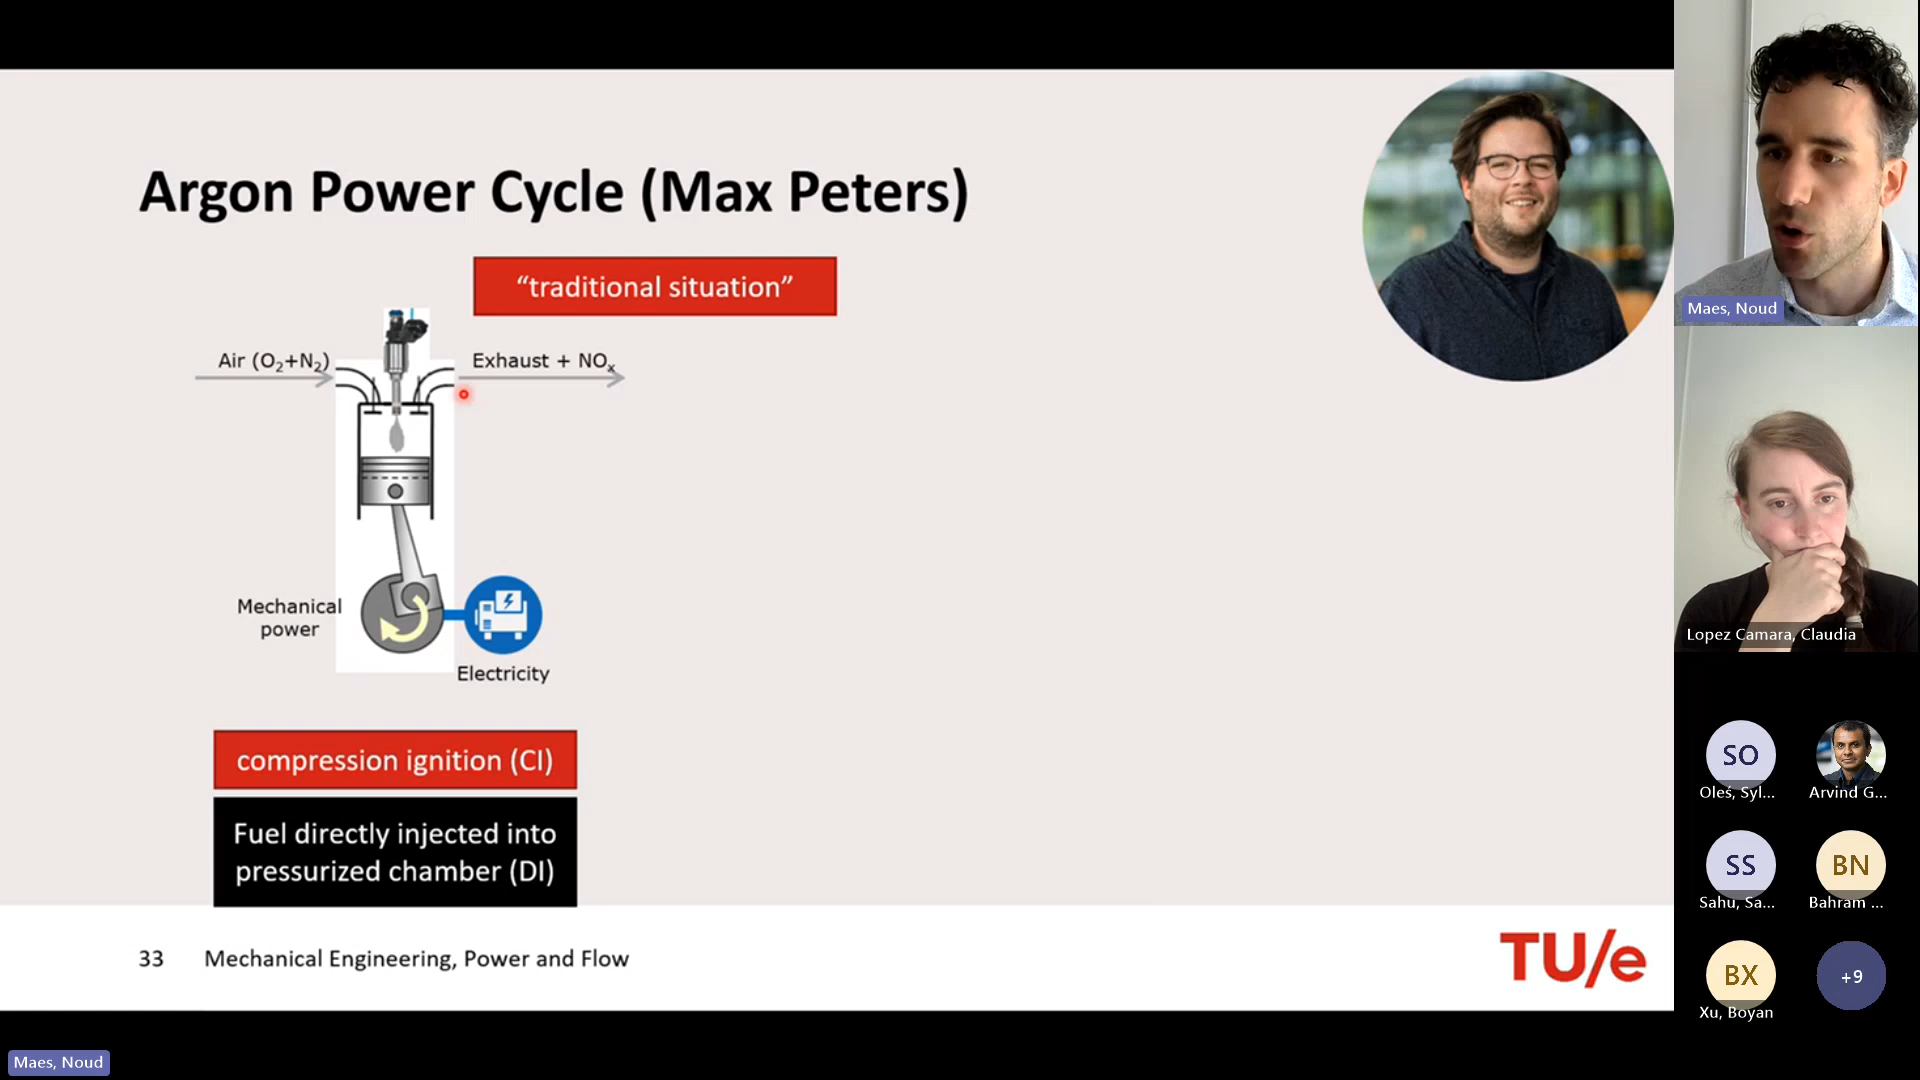 Argon Power Cycle (Max Peters)
“traditional situation”
Air (O₂+N₂)
Exhaust + NOₓ
Mechanical
power
Electricity
compression ignition (CI)
Fuel directly injected into
pressurized chamber (DI)
33 Mechanical Engineering, Power and Flow
TU/e
Maes, Noud
Lopez Camara, Claudia
SO
Oleś, Syl...
Arvind G...
SS
Sahu, Sa...
BN
Bahram ...
BX
Xu, Boyan
+9
Maes, Noud